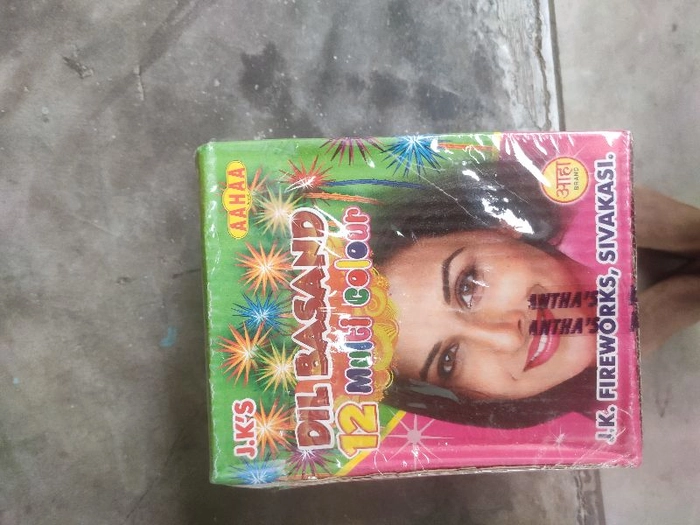 J.K'S
AAHAA
DIL BASAND
12 Multi Colour
ANTHA'S
ANTHA'S
आहा
BRAND
J.K. FIREWORKS, SIVAKASI.